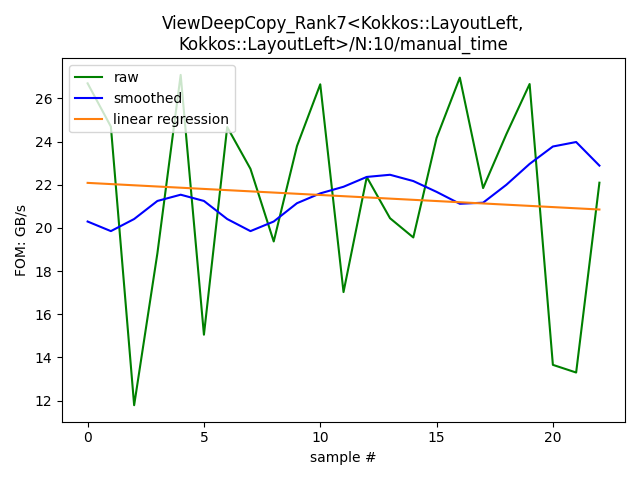 ViewDeepCopy_Rank7<Kokkos::LayoutLeft,
Kokkos::LayoutLeft>/N:10/manual_time
raw
smoothed
linear regression
FOM: GB/s
26
24
22
20
18
16
14
12
0
5
10
15
20
sample #